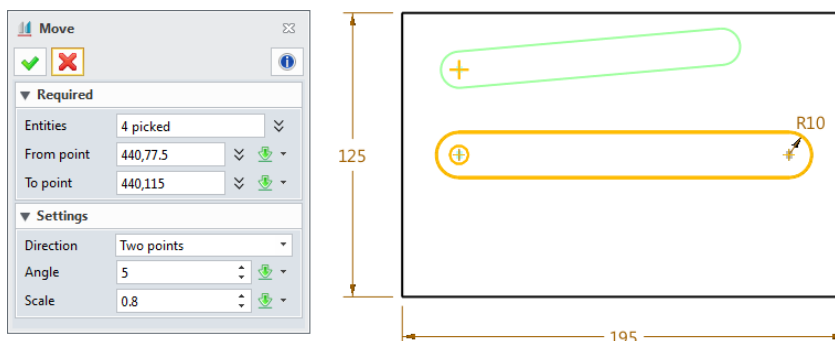 Move
Required
Entities 4 picked
From point 440,77.5
To point 440,115
Settings
Direction Two points
Angle 5
Scale 0.8
R10
125
195